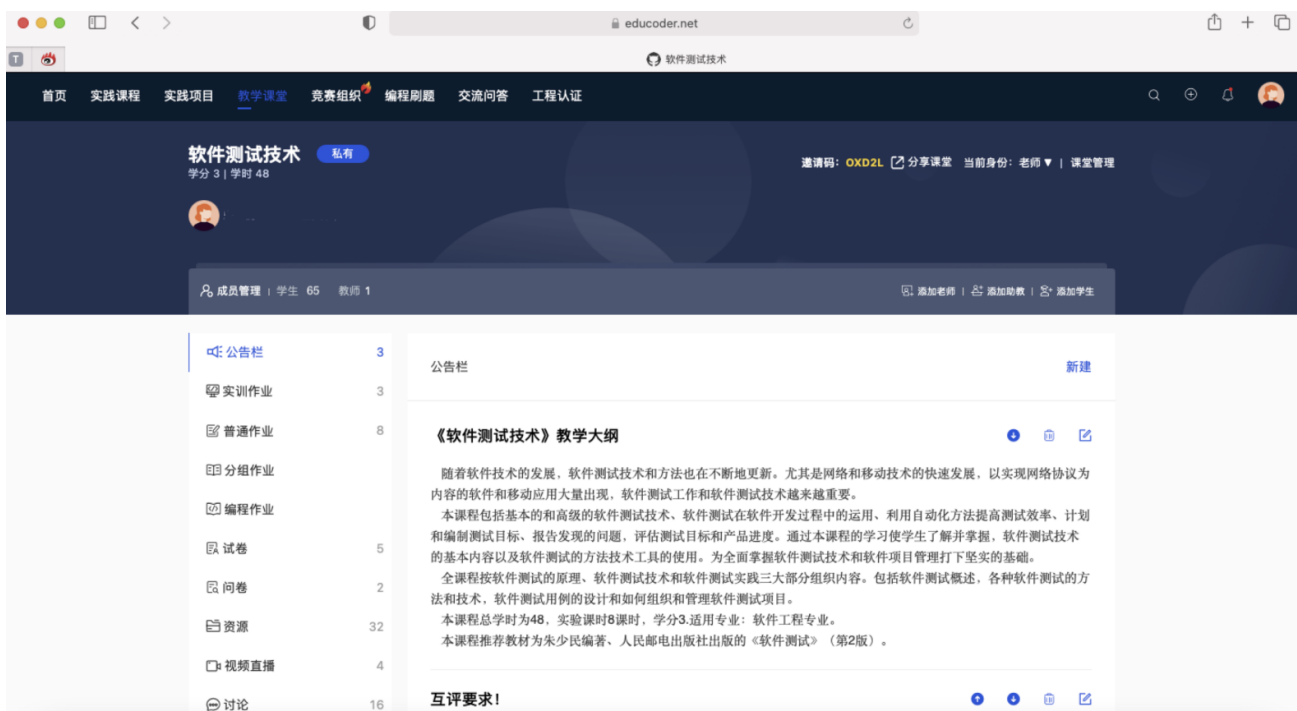 educoder.net
T
软件测试技术
首页 实践课程 实践项目 教学课堂 竞赛组织 编程刷题 交流问答 工程认证
软件测试技术 私有
邀请码：OXD2L 分享课堂 当前身份：老师▼ | 课堂管理
学分 3 | 学时 48
成员管理 | 学生 65 教师 1
添加老师 | 添加助教 | 添加学生
公告栏 3
实训作业 3
普通作业 8
分组作业
编程作业
试卷 5
问卷 2
资源 32
视频直播 4
讨论 16
公告栏 新建
《软件测试技术》教学大纲
随着软件技术的发展，软件测试技术和方法也在不断地更新。尤其是网络和移动技术的快速发展，以实现网络协议为
内容的软件和移动应用大量出现，软件测试工作和软件测试技术越来越重要。
本课程包括基本的和高级的软件测试技术、软件测试在软件开发过程中的运用、利用自动化方法提高测试效率、计划
和编制测试目标、报告发现的问题，评估测试目标和产品进度。通过本课程的学习使学生了解并掌握，软件测试技术
的基本内容以及软件测试的方法技术工具的使用。为全面掌握软件测试技术和软件项目管理打下坚实的基础。
全课程按软件测试的原理、软件测试技术和软件测试实践三大部分组织内容。包括软件测试概述，各种软件测试的方
法和技术，软件测试用例的设计和如何组织和管理软件测试项目。
本课程总学时为48，实验课时8课时，学分3.适用专业：软件工程专业。
本课程推荐教材为朱少民编著、人民邮电出版社出版的《软件测试》（第2版）。
互评要求！